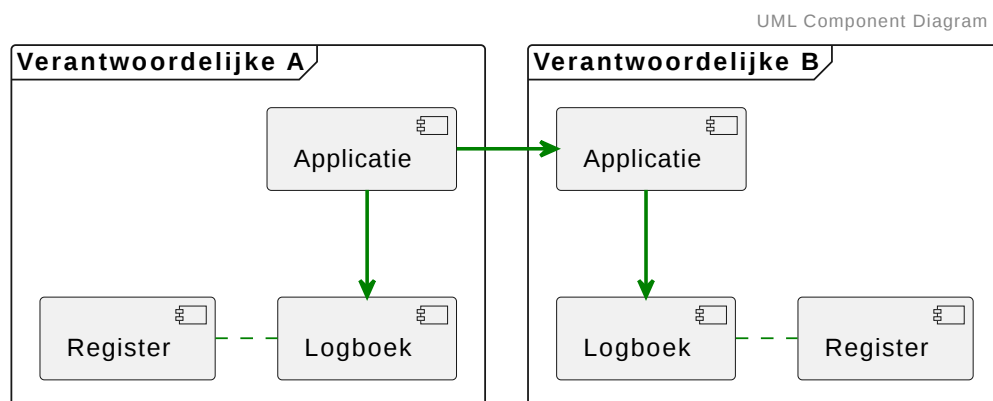 UML Component Diagram
Verantwoordelijke A
Verantwoordelijke B
Applicatie
Applicatie
Register
Logboek
Logboek
Register